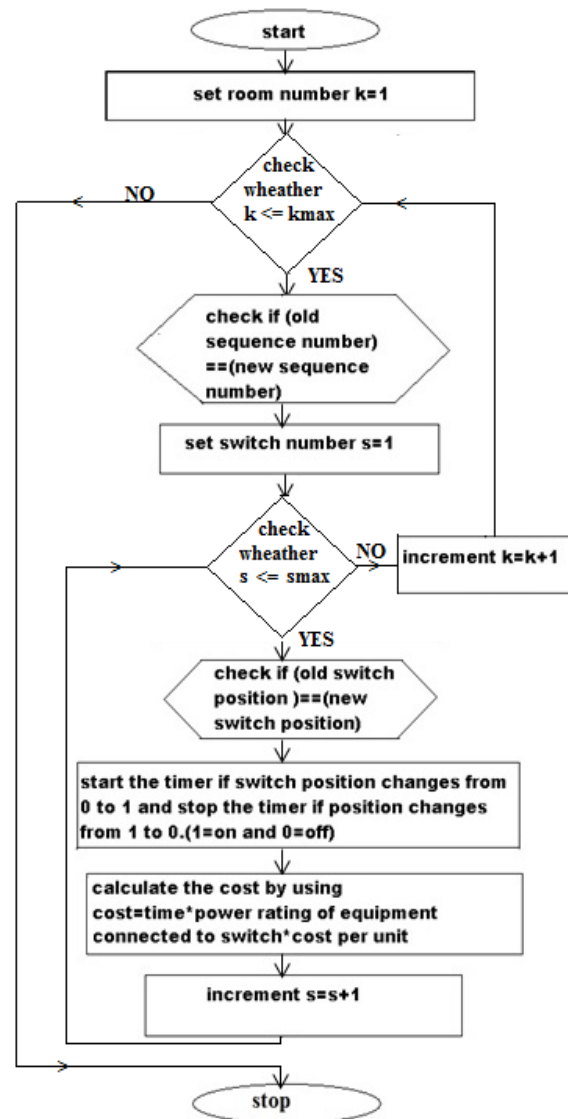 start
set room number k=1
check
wheather
k <= kmax
NO
YES
check if (old
sequence number)
==(new sequence
number)
set switch number s=1
check
wheather
s <= smax
NO
increment k=k+1
YES
check if (old switch
position )==(new
switch position)
start the timer if switch position changes from
0 to 1 and stop the timer if position changes
from 1 to 0.(1=on and 0=off)
calculate the cost by using
cost=time*power rating of equipment
connected to switch*cost per unit
increment s=s+1
stop